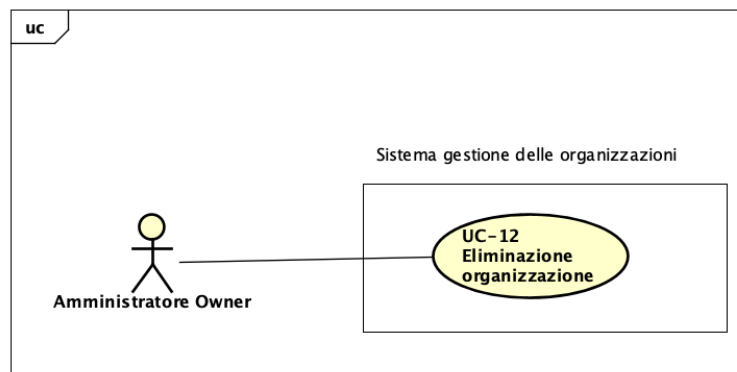 uc
Sistema gestione delle organizzazioni
UC-12
Eliminazione
organizzazione
Amministratore Owner